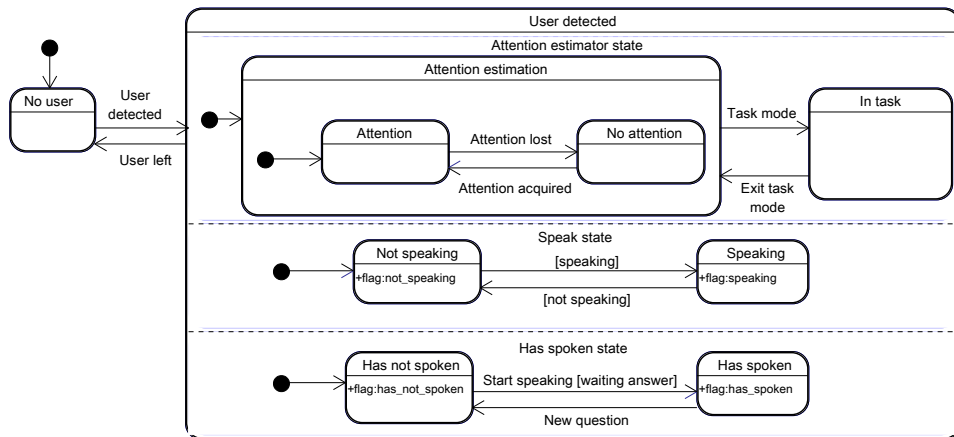 User detected
Attention estimator state
Attention estimation
No user
User
detected
User left
Attention
Attention lost
No attention
Attention acquired
Task mode
In task
Exit task
mode
Speak state
Not speaking
+flag:not_speaking
[speaking]
Speaking
+flag:speaking
[not speaking]
Has spoken state
Has not spoken
+flag:has_not_spoken
Start speaking [waiting answer]
Has spoken
+flag:has_spoken
New question